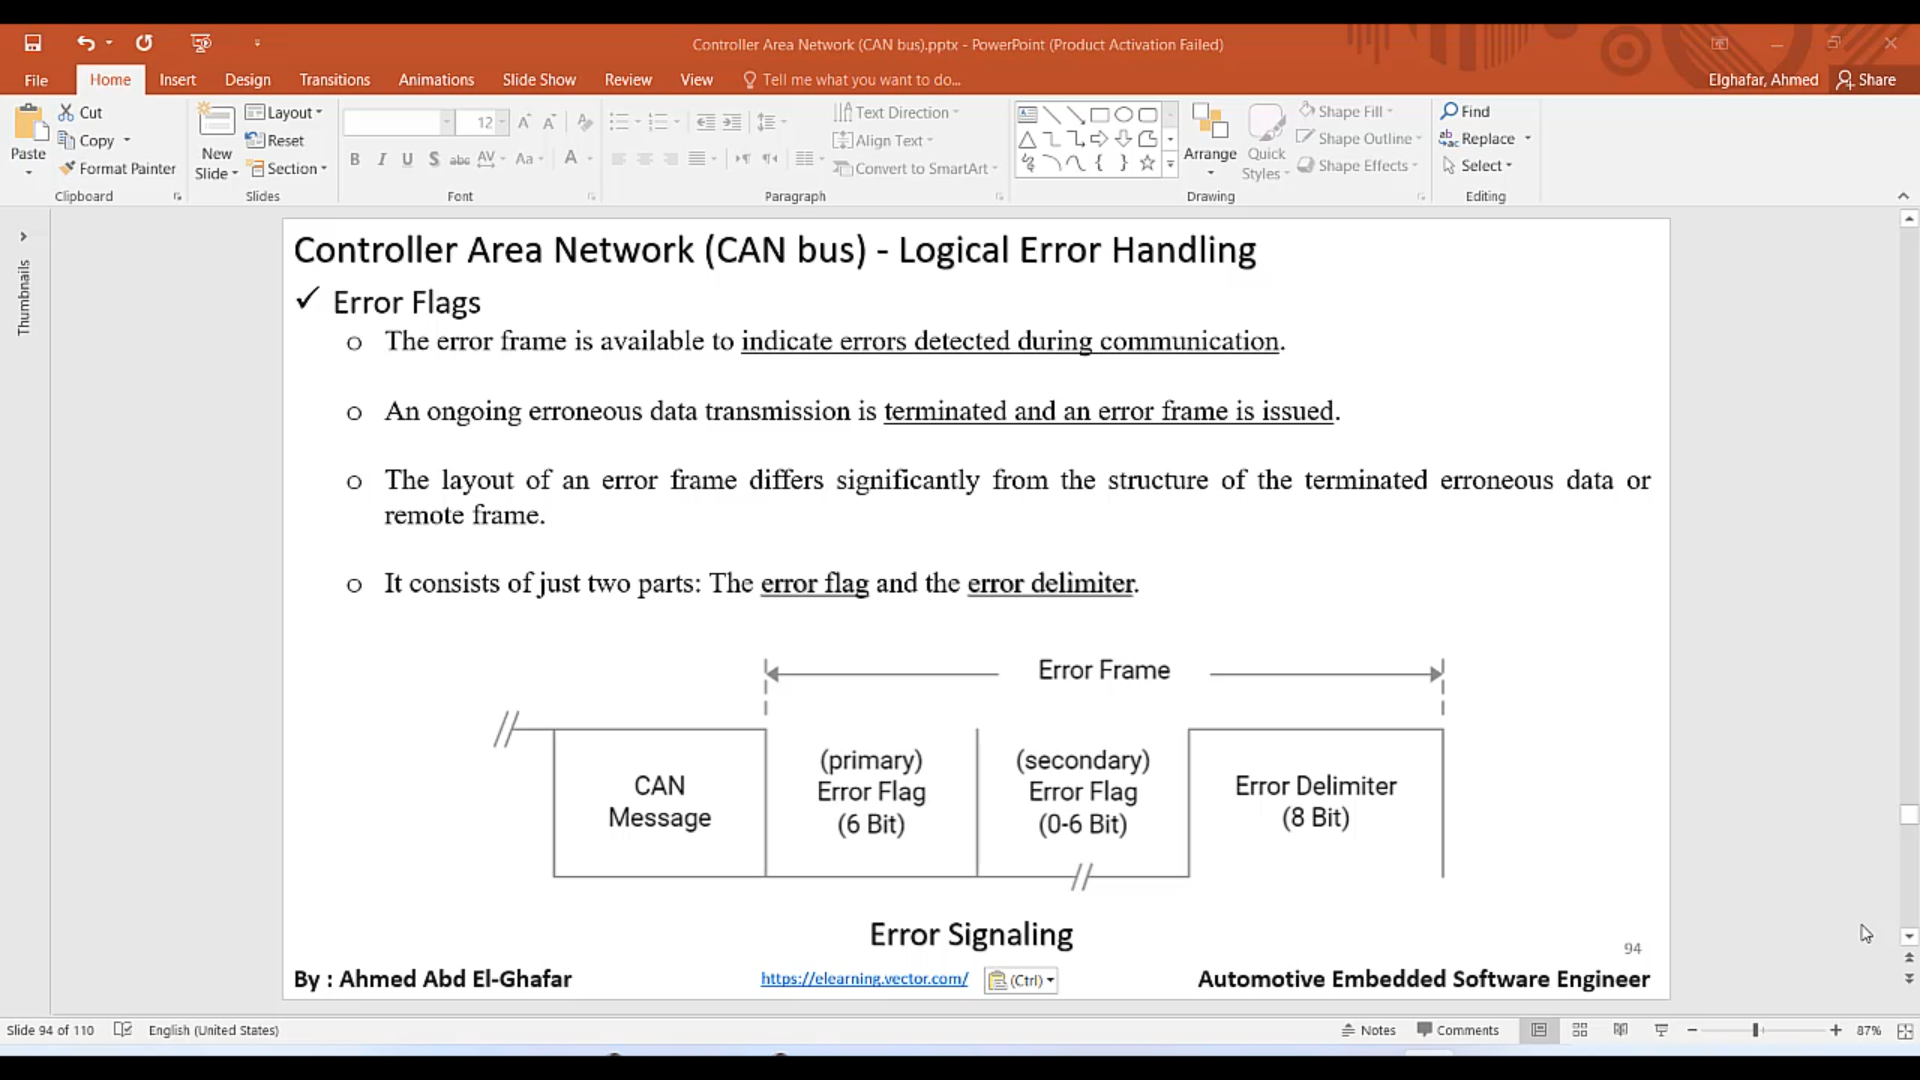 Controller Area Network (CAN bus).pptx - PowerPoint (Product Activation Failed)
File Home Insert Design Transitions Animations Slide Show Review View Tell me what you want to do... Elghafar, Ahmed Share
Paste Cut Copy Format Painter Clipboard
New Slide Layout Reset Section Slides
12 B I U S abc AV Aa A Font
Text Direction Align Text Convert to SmartArt Paragraph
Arrange Quick Styles Shape Fill Shape Outline Shape Effects Drawing
Find Replace Select Editing
Thumbnails
Controller Area Network (CAN bus) - Logical Error Handling
✓ Error Flags
o The error frame is available to indicate errors detected during communication.
o An ongoing erroneous data transmission is terminated and an error frame is issued.
o The layout of an error frame differs significantly from the structure of the terminated erroneous data or
remote frame.
o It consists of just two parts: The error flag and the error delimiter.
Error Frame
CAN
Message
(primary)
Error Flag
(6 Bit)
(secondary)
Error Flag
(0-6 Bit)
Error Delimiter
(8 Bit)
Error Signaling
94
By : Ahmed Abd El-Ghafar https://elearning.vector.com/ (Ctrl) Automotive Embedded Software Engineer
Slide 94 of 110 English (United States) Notes Comments 87%